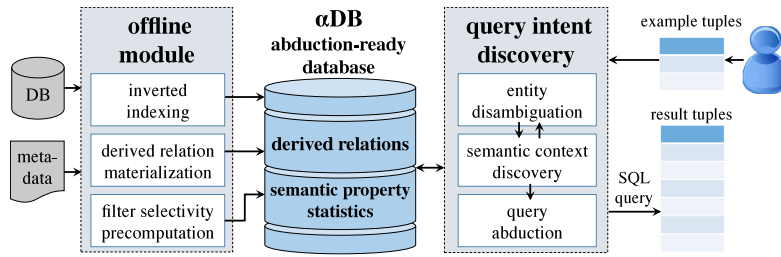 offline
module
αDB
abduction-ready
database
query intent
discovery
example tuples
DB
inverted
indexing
entity
disambiguation
result tuples
meta-
data
derived relation
materialization
derived relations
semantic context
discovery
filter selectivity
precomputation
semantic property
statistics
query
abduction
SQL
query